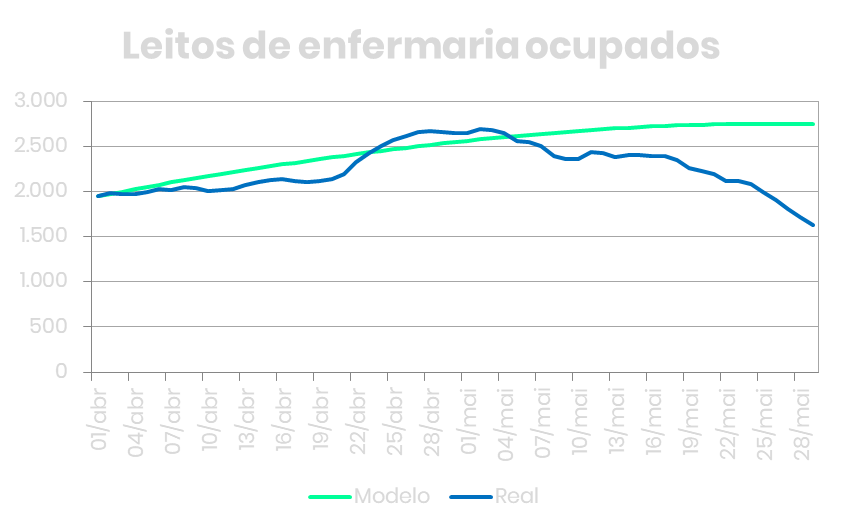 Leitos de enfermaria ocupados
3.000
2.500
2.000
1.500
1.000
500
0
01/abr
04/abr
07/abr
10/abr
13/abr
16/abr
19/abr
22/abr
25/abr
28/abr
01/mai
04/mai
07/mai
10/mai
13/mai
16/mai
19/mai
22/mai
25/mai
28/mai
Modelo Real